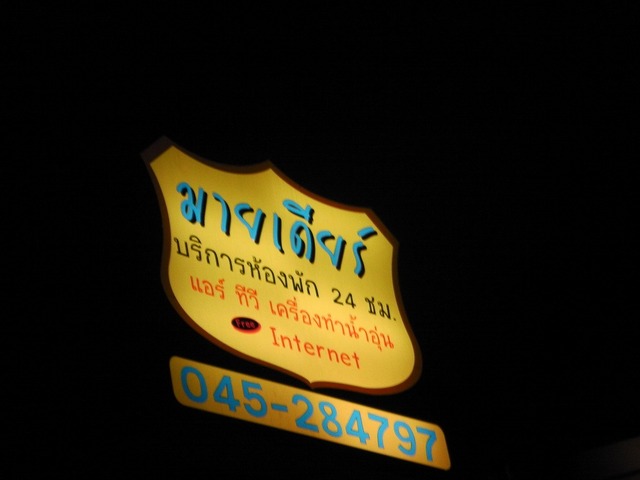 มายเดียร์
บริการห้องพัก 24 ชม.
แอร์ ทีวี เครื่องทำน้ำอุ่น
Free Internet
045-284797